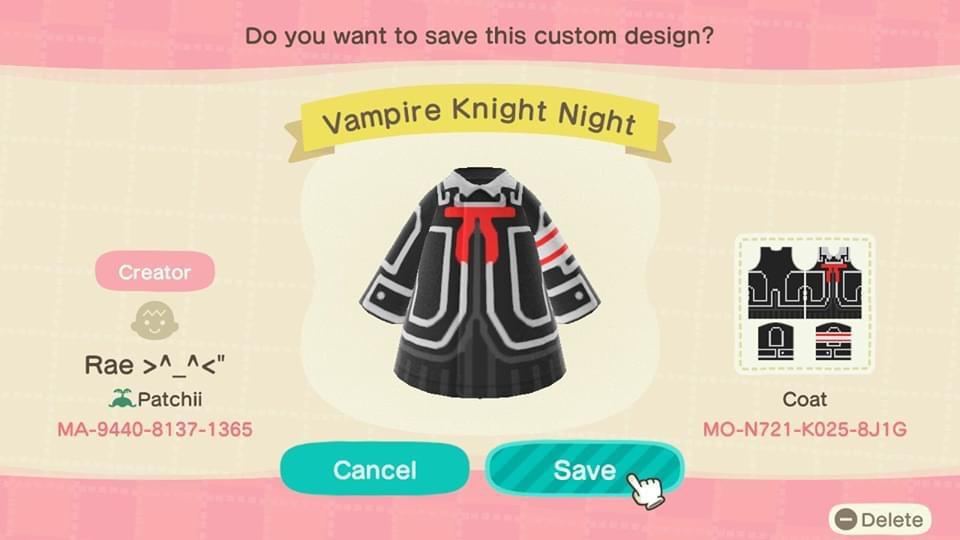 Do you want to save this custom design?
Vampire Knight Night
Creator
Rae >^_^<"
Patchii
MA-9440-8137-1365
Coat
MO-N721-K025-8J1G
Cancel
Save
Delete